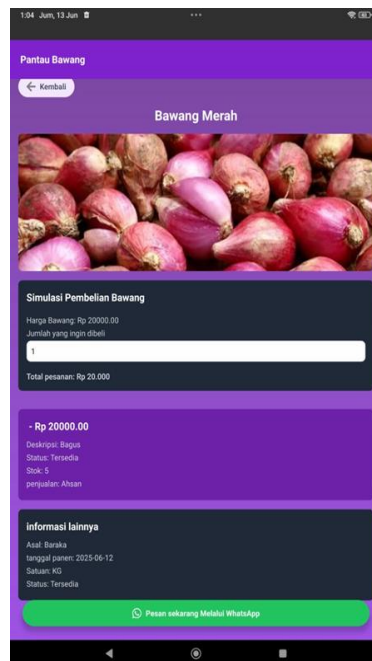 1:04 Jum, 13 Jun
Pantau Bawang
Kembali
Bawang Merah
Simulasi Pembelian Bawang
Harga Bawang: Rp 20000.00
Jumlah yang ingin dibeli
1
Total pesanan: Rp 20.000
- Rp 20000.00
Deskripsi: Bagus
Status: Tersedia
Stok: 5
penjualan: Ahsan
informasi lainnya
Asal: Baraka
tanggal panen: 2025-06-12
Satuan: KG
Status: Tersedia
Pesan sekarang Melalui WhatsApp